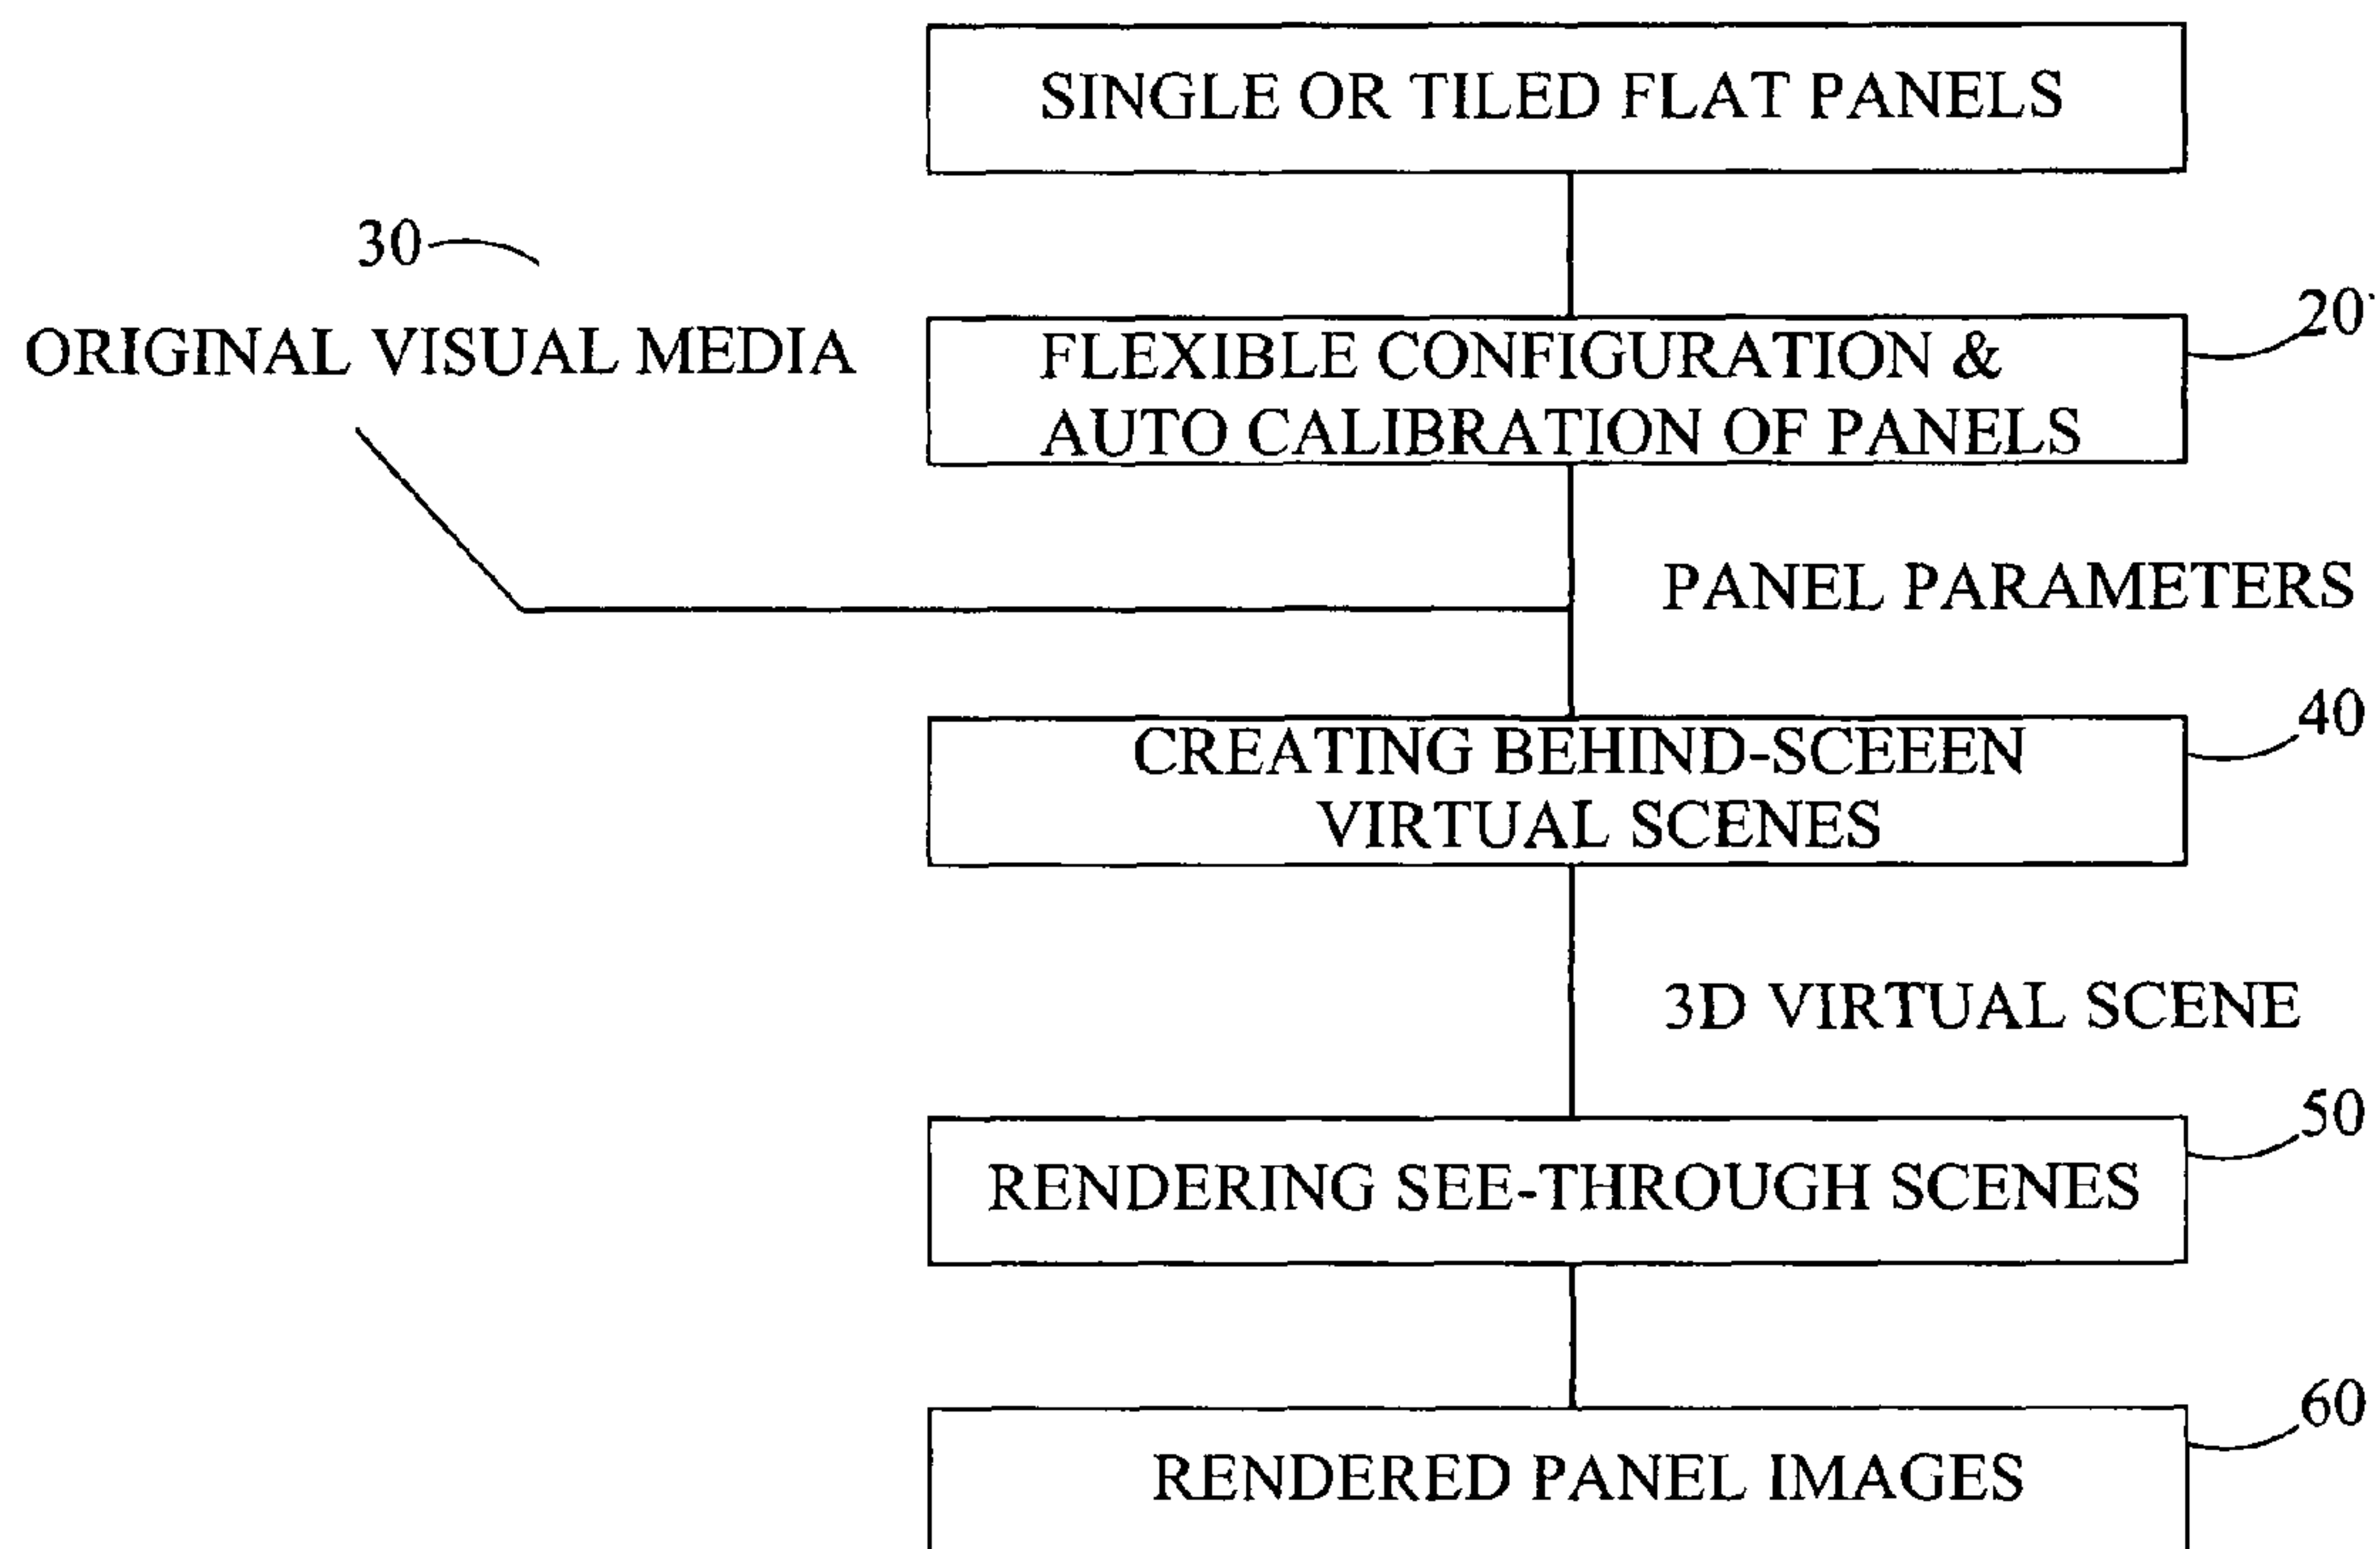 SINGLE OR TILED FLAT PANELS
30
20
ORIGINAL VISUAL MEDIA
FLEXIBLE CONFIGURATION &
AUTO CALIBRATION OF PANELS
PANEL PARAMETERS
40
CREATING BEHIND-SCEEEN
VIRTUAL SCENES
3D VIRTUAL SCENE
50
RENDERING SEE-THROUGH SCENES
60
RENDERED PANEL IMAGES